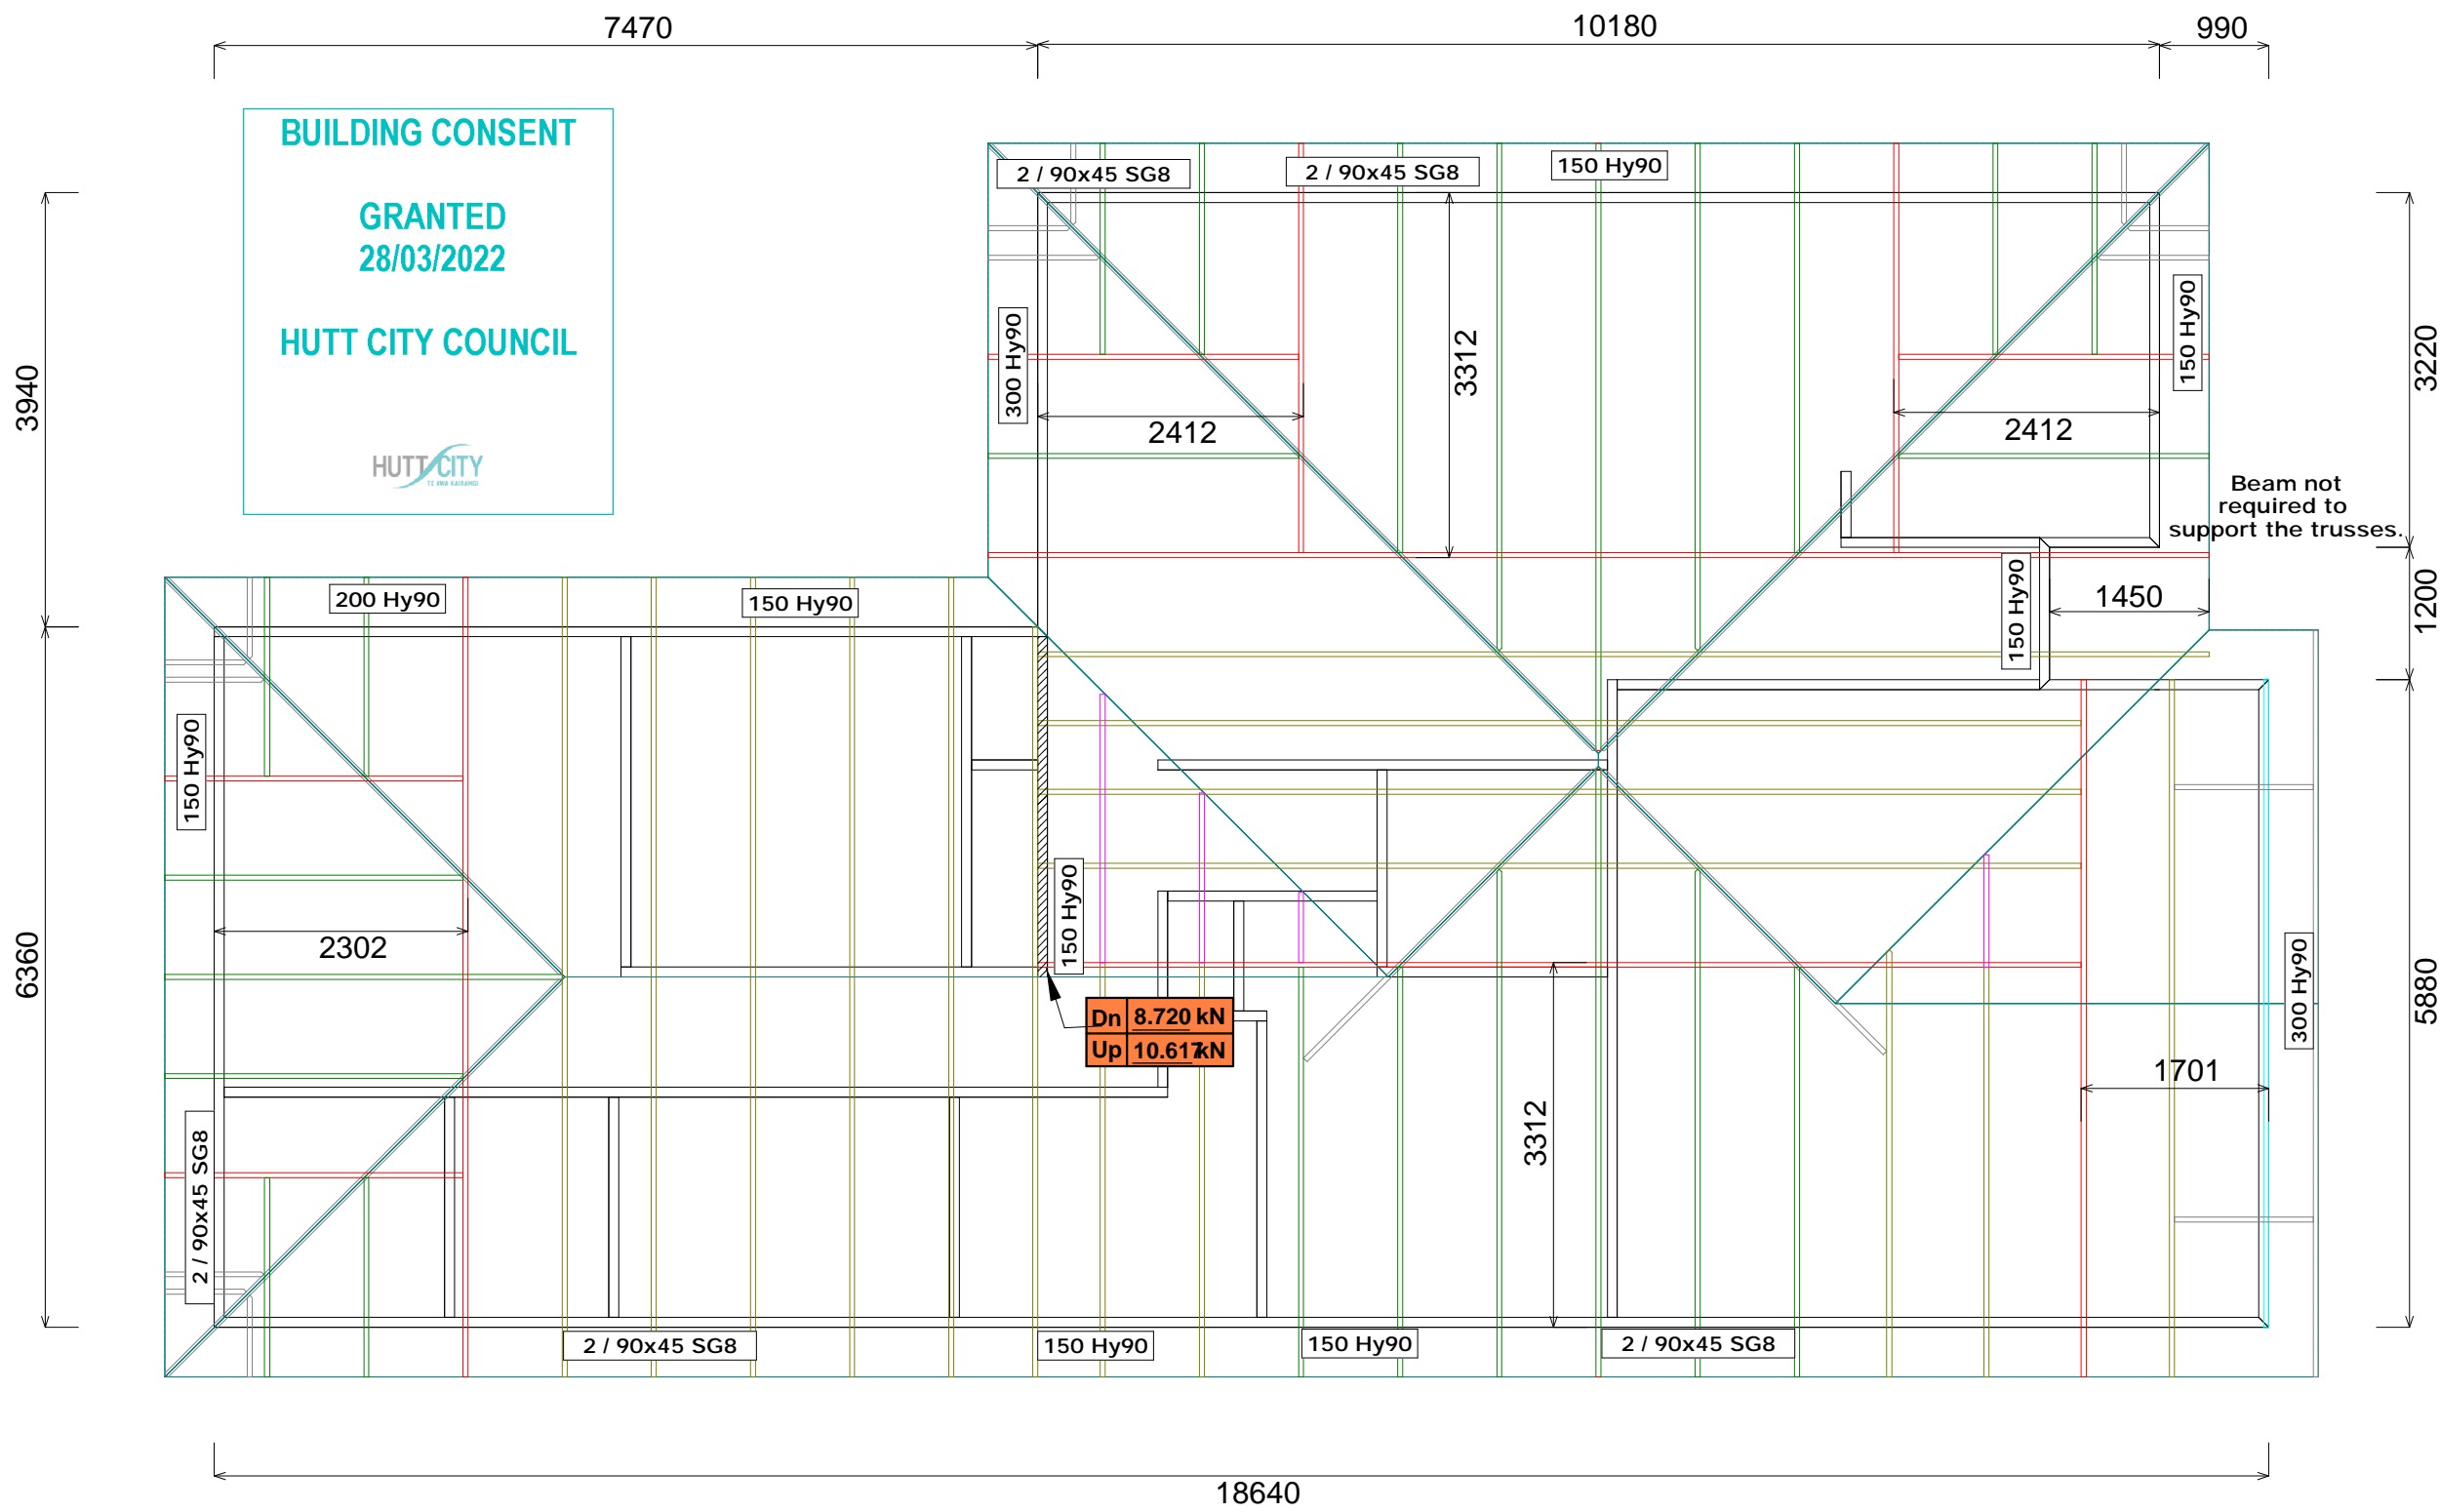 7470
10180
990
BUILDING CONSENT
GRANTED
28/03/2022
HUTT CITY COUNCIL
HUTT CITY
TE AWA KAIRANGI
2 / 90x45 SG8
2 / 90x45 SG8
150 Hy90
300 Hy90
150 Hy90
3940
3312
3220
2412
2412
Beam not
required to
support the trusses.
200 Hy90
150 Hy90
150 Hy90
1450
1200
150 Hy90
150 Hy90
2302
6360
300 Hy90
5880
Dn 8.720 kN
Up 10.617kN
1701
3312
2 / 90x45 SG8
2 / 90x45 SG8
150 Hy90
150 Hy90
2 / 90x45 SG8
18640